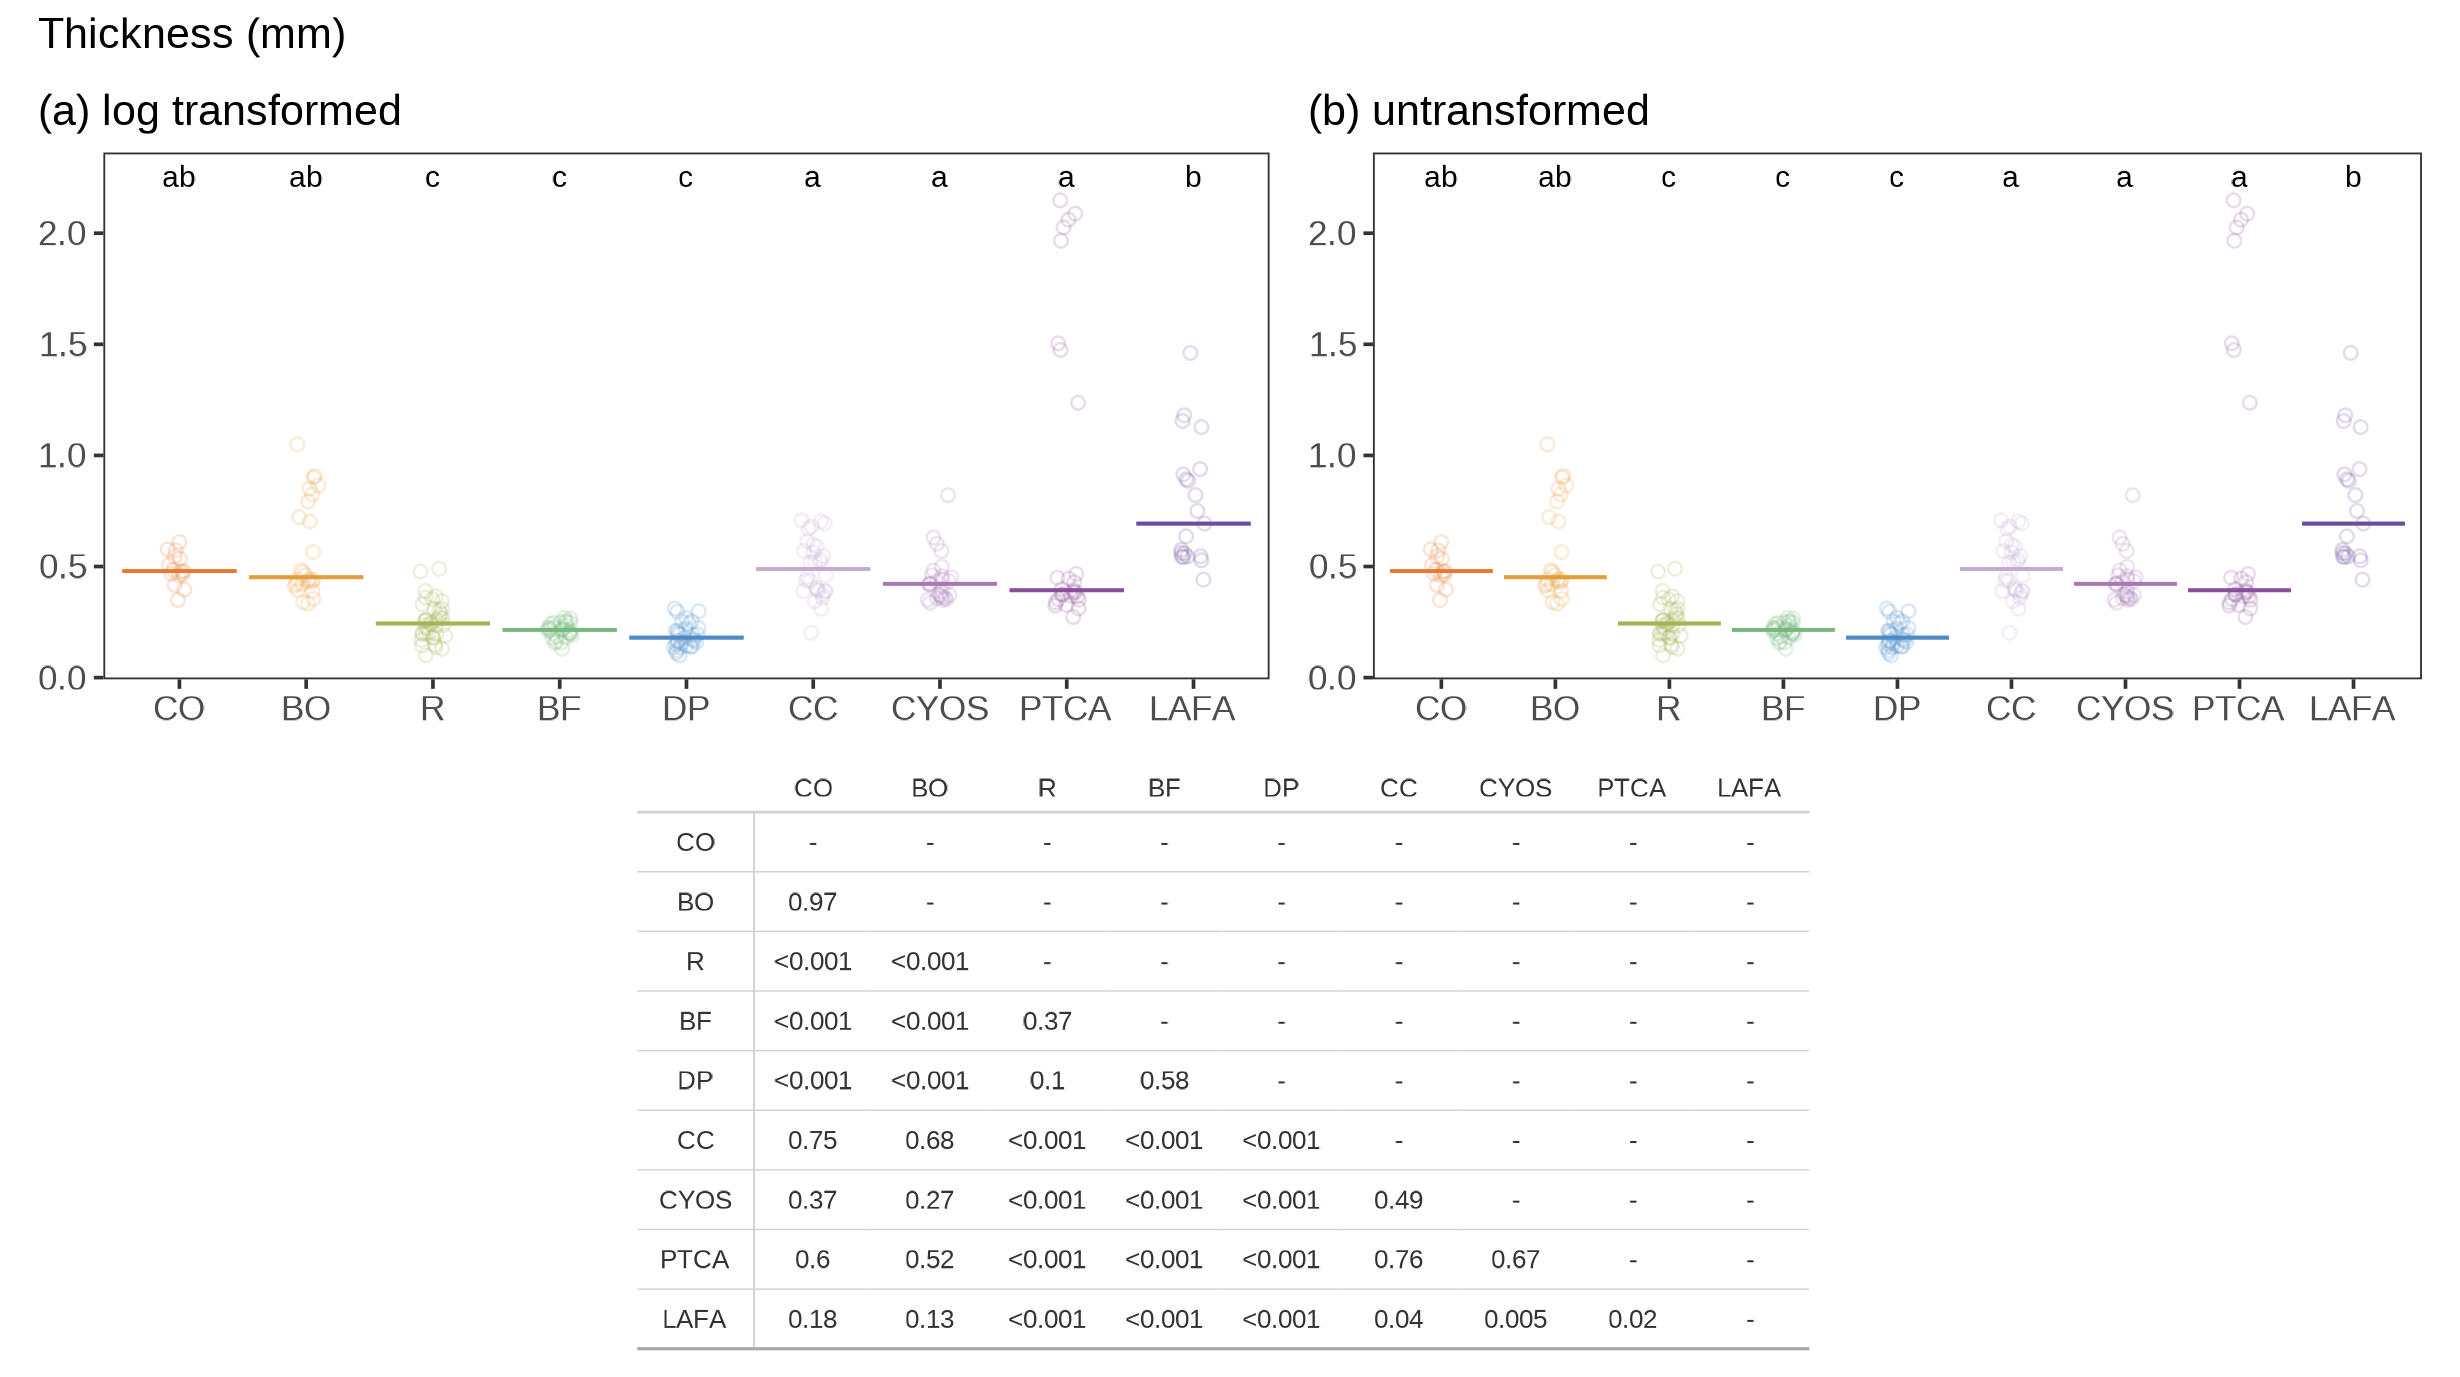 Thickness (mm)
(a) log transformed
ab ab c c c a a a b
2.0
1.5
1.0
0.5
0.0
CO BO R BF DP CC CYOS PTCA LAFA
(b) untransformed
ab ab c c c a a a b
2.0
1.5
1.0
0.5
0.0
CO BO R BF DP CC CYOS PTCA LAFA
CO BO R BF DP CC CYOS PTCA LAFA
CO - - - - - - - - -
BO 0.97 - - - - - - - -
R <0.001 <0.001 - - - - - - -
BF <0.001 <0.001 0.37 - - - - - -
DP <0.001 <0.001 0.1 0.58 - - - - -
CC 0.75 0.68 <0.001 <0.001 <0.001 - - - -
CYOS 0.37 0.27 <0.001 <0.001 <0.001 0.49 - - -
PTCA 0.6 0.52 <0.001 <0.001 <0.001 0.76 0.67 - -
LAFA 0.18 0.13 <0.001 <0.001 <0.001 0.04 0.005 0.02 -